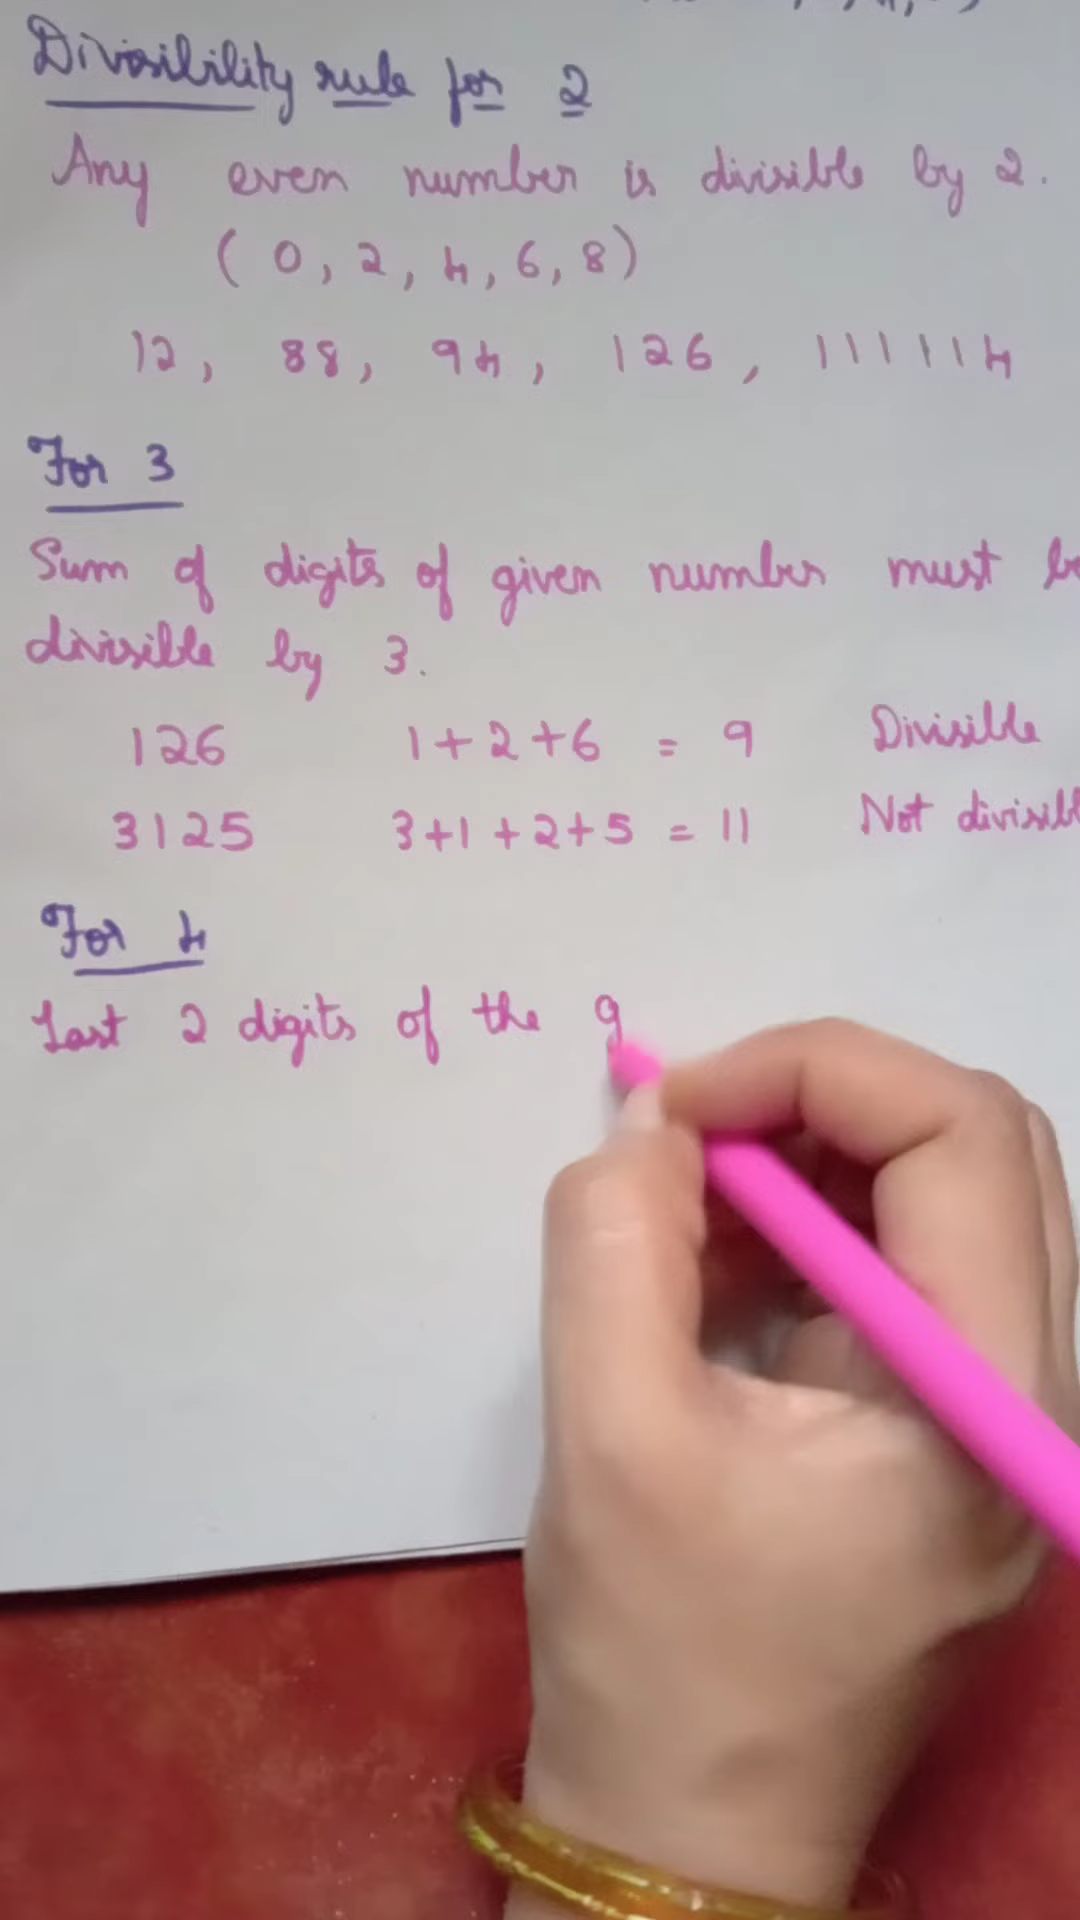 Divisibility rule for 2
Any even number is divisible by 2.
( 0, 2, 4, 6, 8)
12, 88, 94, 126, 111114
For 3
Sum of digits of given number must be
divisible by 3.
126 1+2+6 = 9 Divisible
3125 3+1+2+5 = 11 Not divisibl
For 4
Last 2 digits of the g